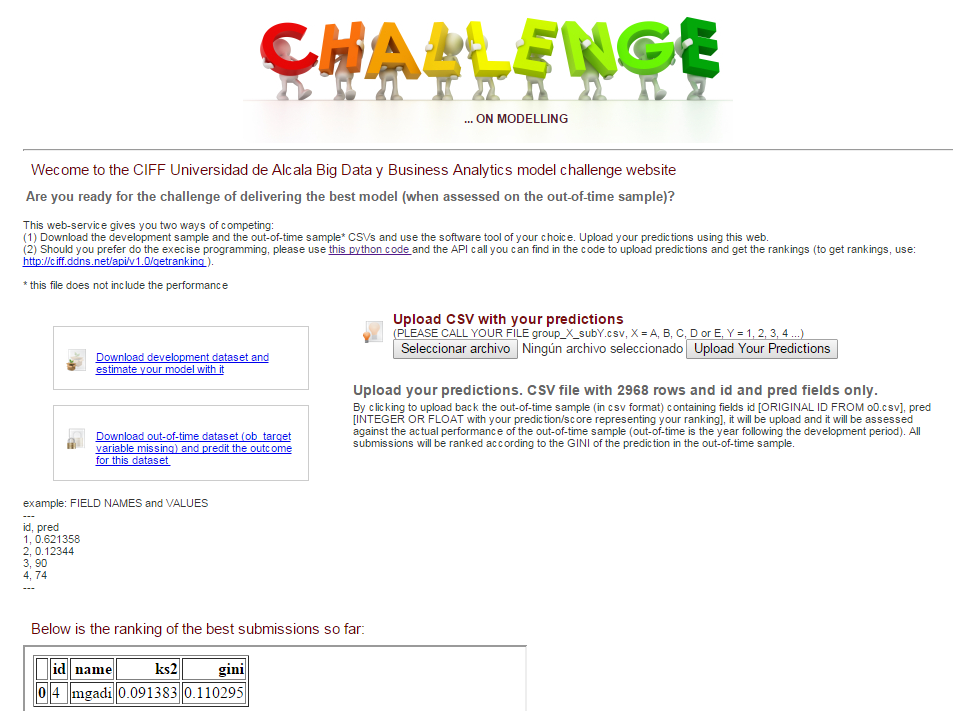 CHALLENGE
... ON MODELLING
Wecome to the CIFF Universidad de Alcala Big Data y Business Analytics model challenge website
Are you ready for the challenge of delivering the best model (when assessed on the out-of-time sample)?
This web-service gives you two ways of competing:
(1) Download the development sample and the out-of-time sample* CSVs and use the software tool of your choice. Upload your predictions using this web.
(2) Should you prefer do the execise programming, please use this python code and the API call you can find in the code to upload predictions and get the rankings (to get rankings, use:
http://ciff.ddns.net/api/v1.0/getranking ).
* this file does not include the performance
Download development dataset and
estimate your model with it
Download out-of-time dataset (ob_target
variable missing) and predit the outcome
for this dataset
Upload CSV with your predictions
(PLEASE CALL YOUR FILE group_X_subY.csv, X = A, B, C, D or E, Y = 1, 2, 3, 4 ...)
Seleccionar archivo Ningún archivo seleccionado Upload Your Predictions
Upload your predictions. CSV file with 2968 rows and id and pred fields only.
By clicking to upload back the out-of-time sample (in csv format) containing fields id [ORIGINAL ID FROM o0.csv], pred
[INTEGER OR FLOAT with your prediction/score representing your ranking], it will be upload and it will be assessed
against the actual performance of the out-of-time sample (out-of-time is the year following the development period). All
submissions will be ranked according to the GINI of the prediction in the out-of-time sample.
example: FIELD NAMES and VALUES
---
id, pred
1, 0.621358
2, 0.12344
3, 90
4, 74
---
Below is the ranking of the best submissions so far:
id name ks2 gini
0 4 mgadi 0.091383 0.110295